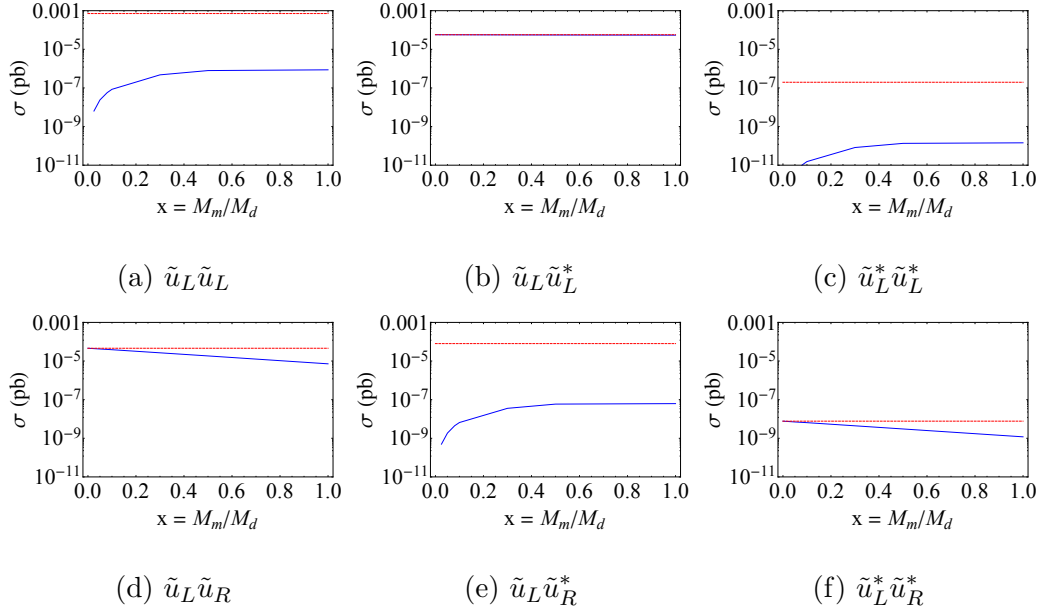 0.001
10^-5
10^-7
10^-9
10^-11
σ (pb)
0.0 0.2 0.4 0.6 0.8 1.0
x = M_m/M_d
(a) ũ_L ũ_L
0.001
10^-5
10^-7
10^-9
10^-11
σ (pb)
0.0 0.2 0.4 0.6 0.8 1.0
x = M_m/M_d
(b) ũ_L ũ_L^*
0.001
10^-5
10^-7
10^-9
10^-11
σ (pb)
0.0 0.2 0.4 0.6 0.8 1.0
x = M_m/M_d
(c) ũ_L^* ũ_L^*
0.001
10^-5
10^-7
10^-9
10^-11
σ (pb)
0.0 0.2 0.4 0.6 0.8 1.0
x = M_m/M_d
(d) ũ_L ũ_R
0.001
10^-5
10^-7
10^-9
10^-11
σ (pb)
0.0 0.2 0.4 0.6 0.8 1.0
x = M_m/M_d
(e) ũ_L ũ_R^*
0.001
10^-5
10^-7
10^-9
10^-11
σ (pb)
0.0 0.2 0.4 0.6 0.8 1.0
x = M_m/M_d
(f) ũ_L^* ũ_R^*